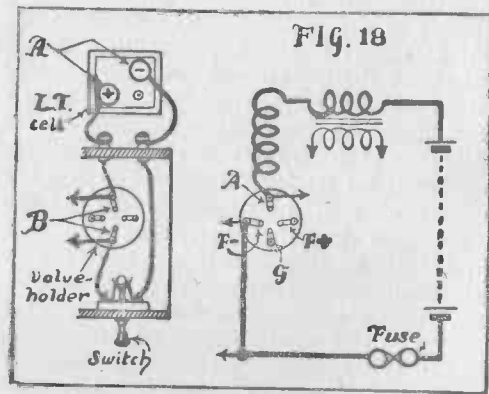 FIG. 18
A
L.T.
cell
B
valve-
holder
Switch
A
F-
F+
G
Fuse